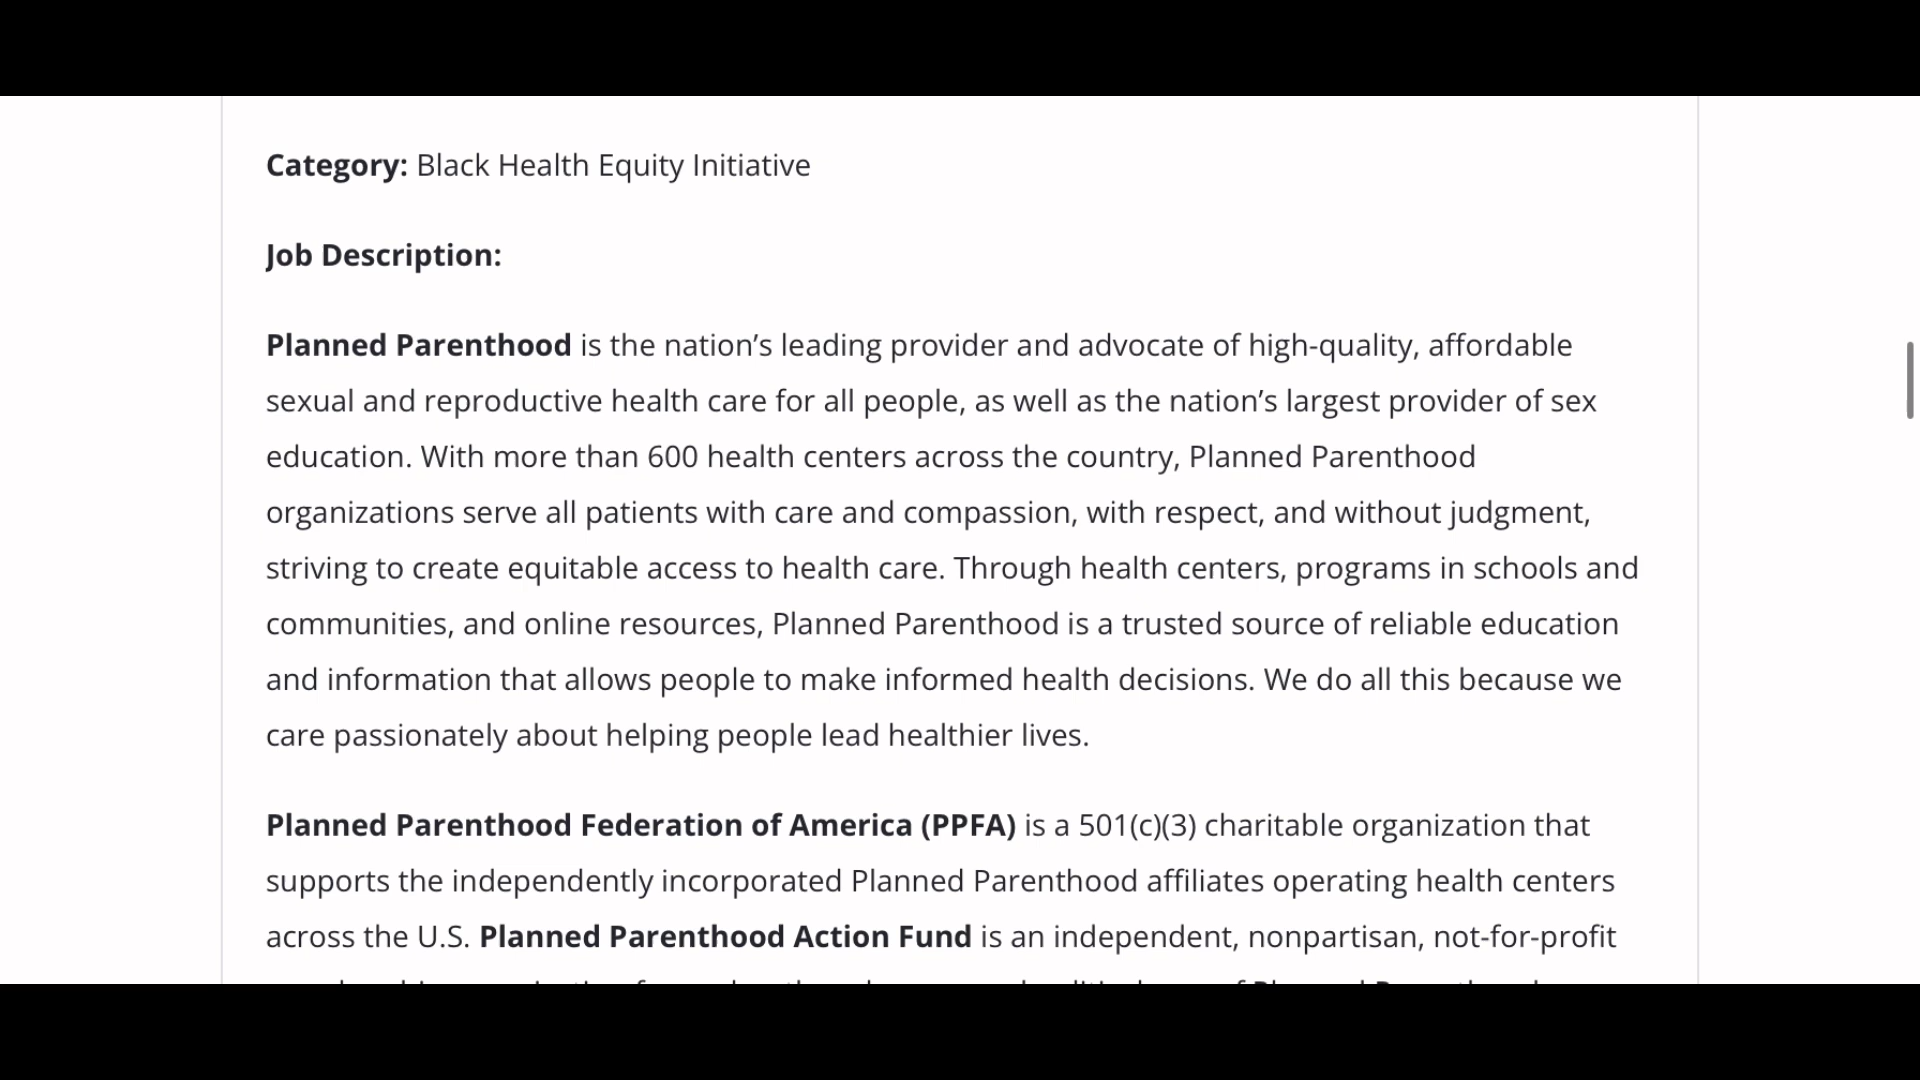 Category: Black Health Equity Initiative
Job Description:
Planned Parenthood is the nation’s leading provider and advocate of high-quality, affordable
sexual and reproductive health care for all people, as well as the nation’s largest provider of sex
education. With more than 600 health centers across the country, Planned Parenthood
organizations serve all patients with care and compassion, with respect, and without judgment,
striving to create equitable access to health care. Through health centers, programs in schools and
communities, and online resources, Planned Parenthood is a trusted source of reliable education
and information that allows people to make informed health decisions. We do all this because we
care passionately about helping people lead healthier lives.
Planned Parenthood Federation of America (PPFA) is a 501(c)(3) charitable organization that
supports the independently incorporated Planned Parenthood affiliates operating health centers
across the U.S. Planned Parenthood Action Fund is an independent, nonpartisan, not-for-profit